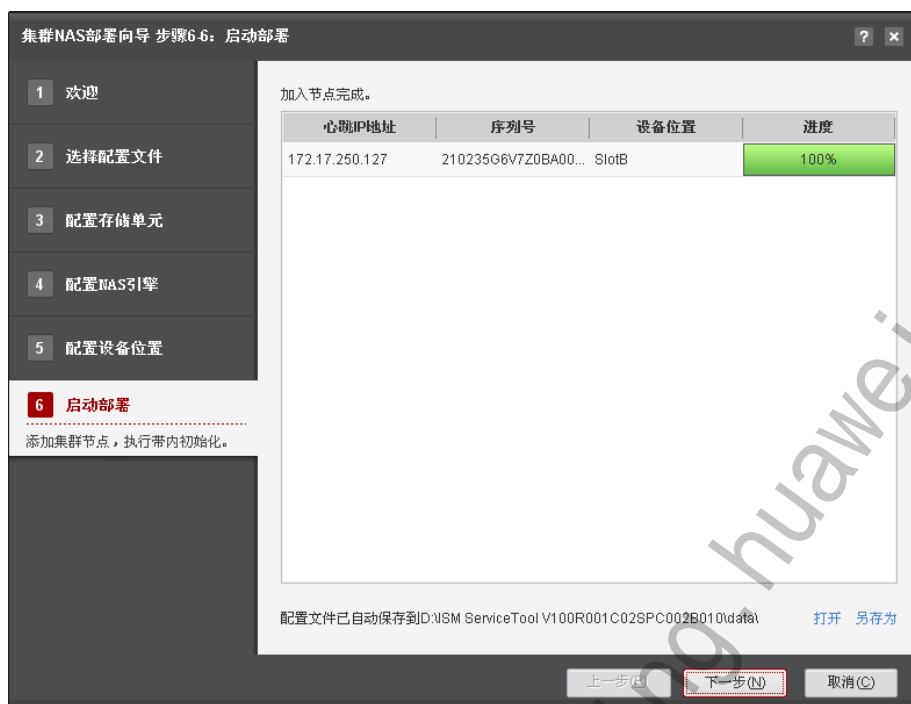 集群NAS部署向导 步骤6-6：启动部署
? ×
1 欢迎
2 选择配置文件
3 配置存储单元
4 配置NAS引擎
5 配置设备位置
6 启动部署
添加集群节点，执行带内初始化。
加入节点完成。
心跳IP地址 序列号 设备位置 进度
172.17.250.127 210235G6V7Z0BA00... SlotB 100%
配置文件已自动保存到D:\ISM ServiceTool V100R001C02SPC002B010\data\ 打开 另存为
上一步(R) 下一步(N) 取消(C)
ng.huawei